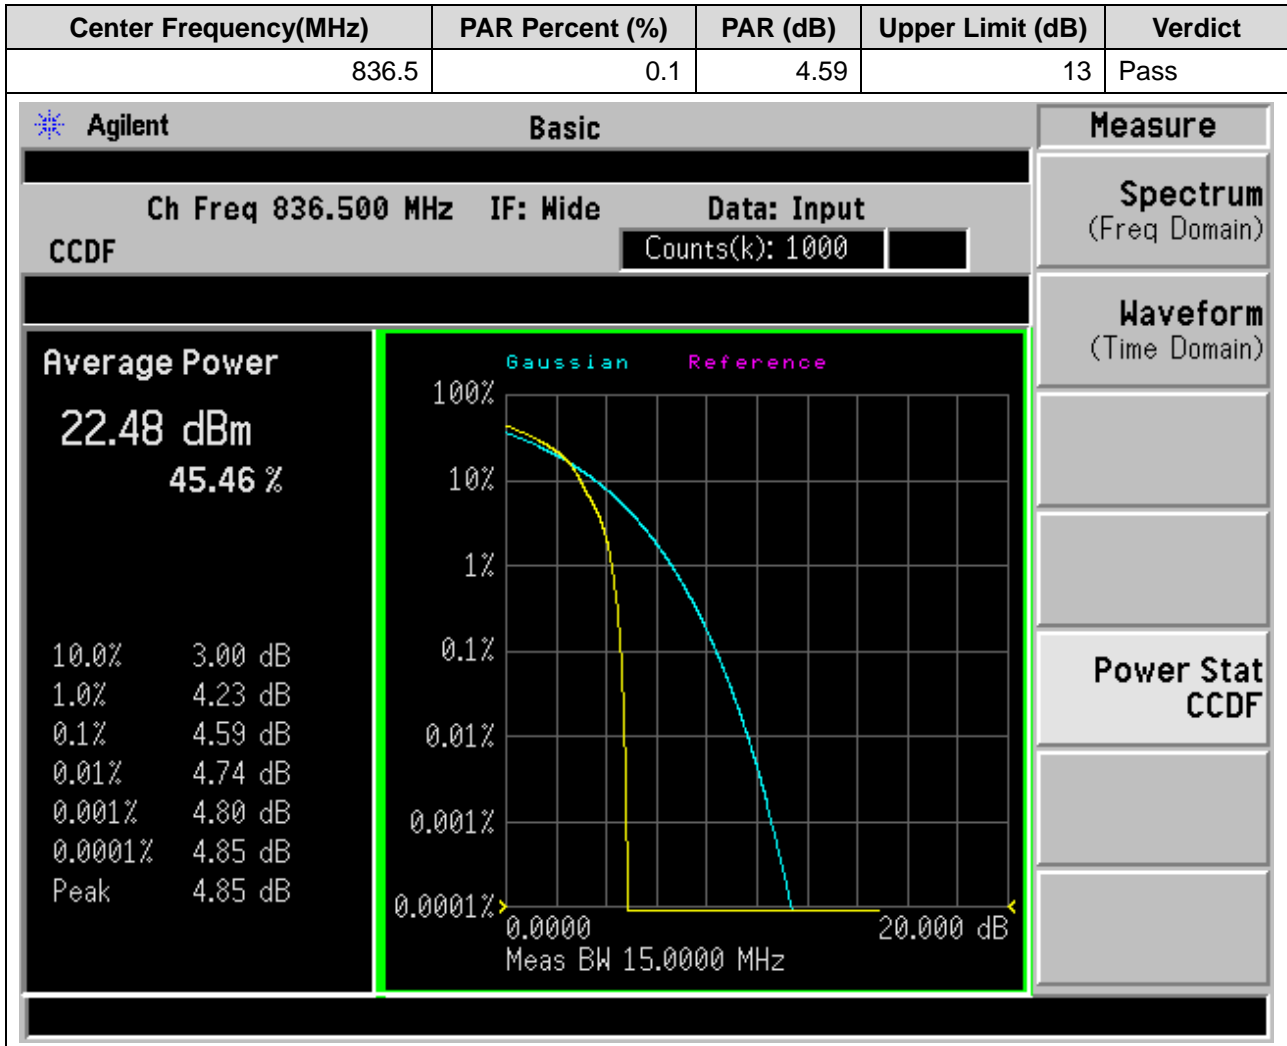 Center Frequency(MHz) PAR Percent (%) PAR (dB) Upper Limit (dB) Verdict
836.5 0.1 4.59 13 Pass
Agilent Basic Measure
Ch Freq 836.500 MHz IF: Wide Data: Input
CCDF Counts(k): 1000
Spectrum
(Freq Domain)
Waveform
(Time Domain)
Power Stat
CCDF
Average Power
22.48 dBm
45.46 %
10.0% 3.00 dB
1.0% 4.23 dB
0.1% 4.59 dB
0.01% 4.74 dB
0.001% 4.80 dB
0.0001% 4.85 dB
Peak 4.85 dB
Gaussian Reference
100%
10%
1%
0.1%
0.01%
0.001%
0.0001%
0.0000 20.000 dB
Meas BW 15.0000 MHz